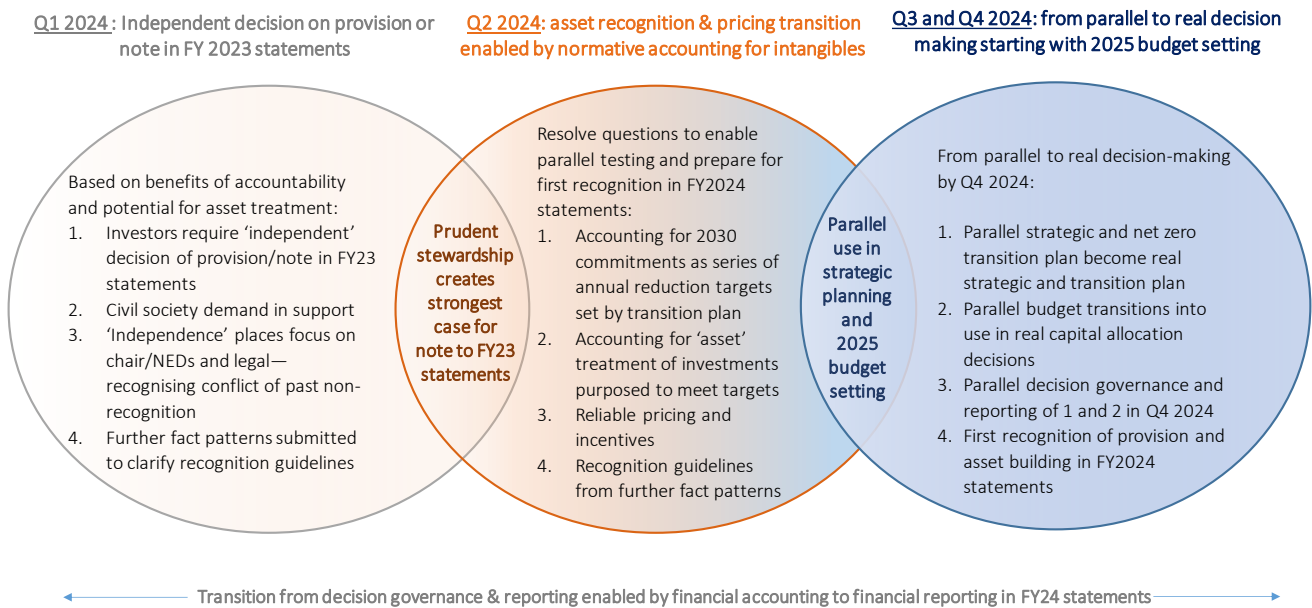 Q1 2024 : Independent decision on provision or
note in FY 2023 statements
Q2 2024: asset recognition & pricing transition
enabled by normative accounting for intangibles
Q3 and Q4 2024: from parallel to real decision
making starting with 2025 budget setting
Based on benefits of accountability
and potential for asset treatment:
1. Investors require ‘independent’
decision of provision/note in FY23
statements
2. Civil society demand in support
3. ‘Independence’ places focus on
chair/NEDs and legal—
recognising conflict of past non-
recognition
4. Further fact patterns submitted
to clarify recognition guidelines
Prudent
stewardship
creates
strongest
case for
note to FY23
statements
Resolve questions to enable
parallel testing and prepare for
first recognition in FY2024
statements:
1. Accounting for 2030
commitments as series of
annual reduction targets
set by transition plan
2. Accounting for ‘asset’
treatment of investments
purposed to meet targets
3. Reliable pricing and
incentives
4. Recognition guidelines
from further fact patterns
Parallel
use in
strategic
planning
and
2025
budget
setting
From parallel to real decision-making
by Q4 2024:
1. Parallel strategic and net zero
transition plan become real
strategic and transition plan
2. Parallel budget transitions into
use in real capital allocation
decisions
3. Parallel decision governance and
reporting of 1 and 2 in Q4 2024
4. First recognition of provision and
asset building in FY2024
statements
Transition from decision governance & reporting enabled by financial accounting to financial reporting in FY24 statements